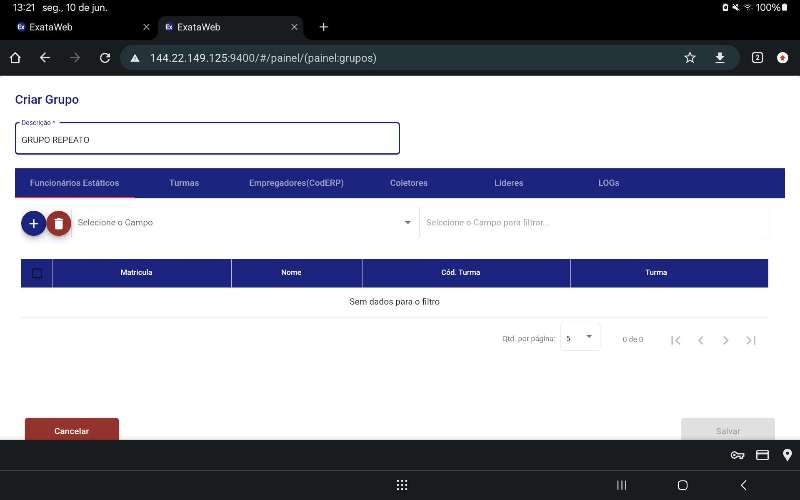 13:21 seg., 10 de jun. 100%
Ex ExataWeb Ex ExataWeb
144.22.149.125:9400/#/painel/(painel:grupos) 2
Criar Grupo
Descrição *
GRUPO REPEATO
Funcionários Estáticos Turmas Empregadores(CodERP) Coletores Líderes LOGs
Selecione o Campo Selecione o Campo para filtrar...
Matricula Nome Cód. Turma Turma
Sem dados para o filtro
Qtd. por página: 5 0 de 0
Cancelar Salvar